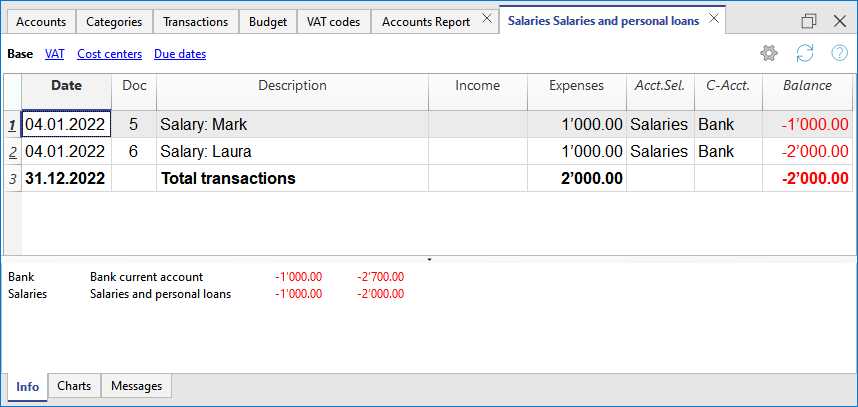 Accounts Categories Transactions Budget VAT codes Accounts Report Salaries Salaries and personal loans
Base VAT Cost centers Due dates
Date Doc Description Income Expenses Acct.Sel. C-Acct. Balance
1 04.01.2022 5 Salary: Mark 1’000.00 Salaries Bank -1’000.00
2 04.01.2022 6 Salary: Laura 1’000.00 Salaries Bank -2’000.00
3 31.12.2022 Total transactions 2’000.00 -2’000.00
Bank Bank current account -1’000.00 -2’700.00
Salaries Salaries and personal loans -1’000.00 -2’000.00
Info Charts Messages